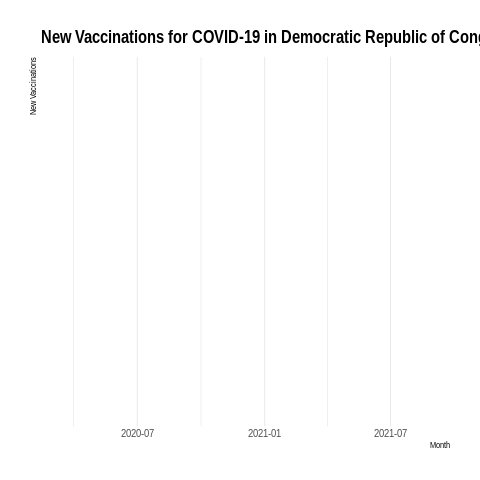 New Vaccinations for COVID-19 in Democratic Republic of Cong
New Vaccinations
2020-07 2021-01 2021-07
Month